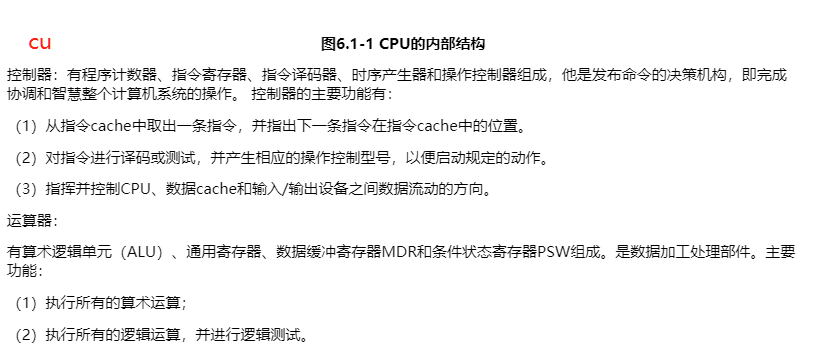 cu
图6.1-1 CPU的内部结构
控制器：有程序计数器、指令寄存器、指令译码器、时序产生器和操作控制器组成，他是发布命令的决策机构，即完成
协调和智慧整个计算机系统的操作。 控制器的主要功能有：
（1）从指令cache中取出一条指令，并指出下一条指令在指令cache中的位置。
（2）对指令进行译码或测试，并产生相应的操作控制型号，以便启动规定的动作。
（3）指挥并控制CPU、数据cache和输入/输出设备之间数据流动的方向。
运算器：
有算术逻辑单元（ALU）、通用寄存器、数据缓冲寄存器MDR和条件状态寄存器PSW组成。是数据加工处理部件。主要
功能：
（1）执行所有的算术运算；
（2）执行所有的逻辑运算，并进行逻辑测试。